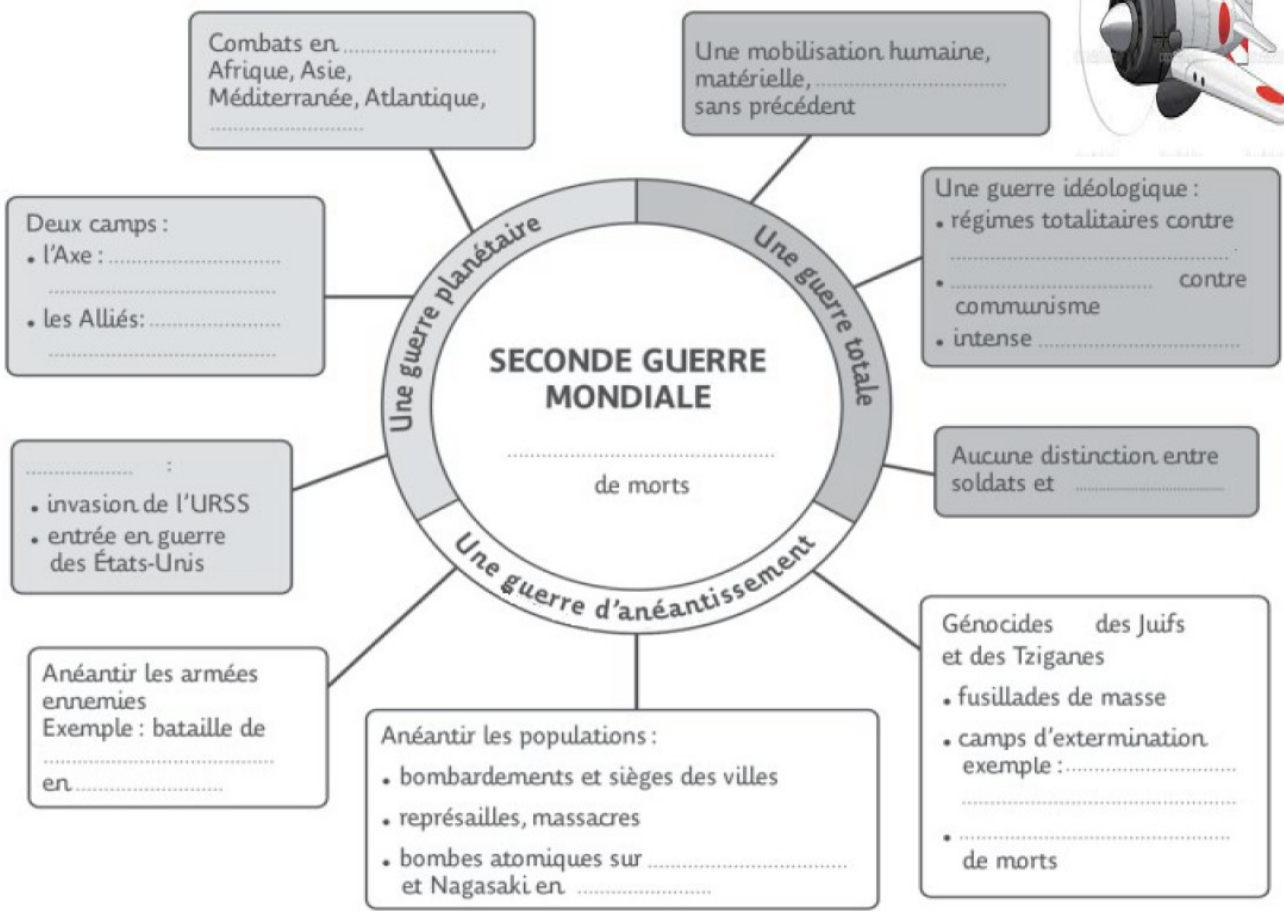 Combats en ........................
Afrique, Asie,
Méditerranée, Atlantique,
........................
Une mobilisation humaine,
matérielle, ..............................
sans précédent
Deux camps :
• l'Axe : ............................
....................................
• les Alliés: .....................
....................................
Une guerre idéologique :
• régimes totalitaires contre
............................................ .
• ................................ contre
communisme
• intense ................................
................. :
• invasion de l'URSS
• entrée en guerre
des États-Unis
Aucune distinction entre
soldats et ........................
Une guerre planétaire
Une guerre totale
Une guerre d'anéantissement
SECONDE GUERRE
MONDIALE
..........................................
de morts
Anéantir les armées
ennemies
Exemple : bataille de
....................................
en ........................
Anéantir les populations :
• bombardements et sièges des villes
• représailles, massacres
• bombes atomiques sur ................................
et Nagasaki en .....................
Génocides des Juifs
et des Tziganes
• fusillades de masse
• camps d'extermination
exemple : ...........................
............................................
• ..........................................
de morts